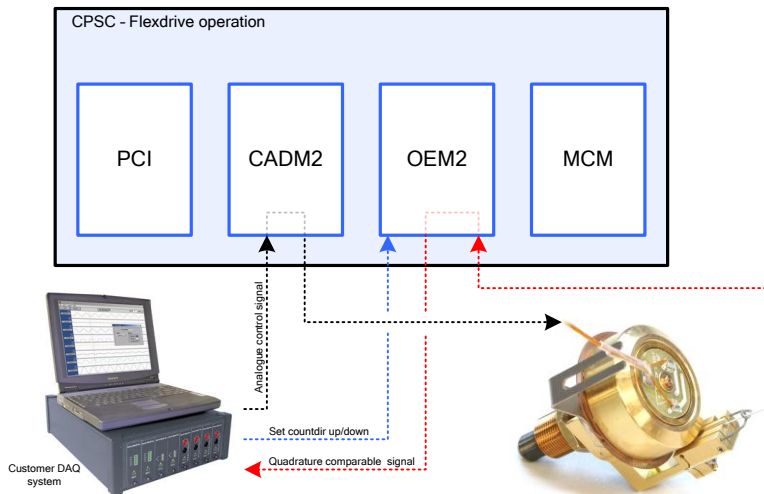 CPSC - Flexdrive operation
PCI
CADM2
OEM2
MCM
Analogue control signal
Set countdir up/down
Quadrature comparable signal
Customer DAQ
system